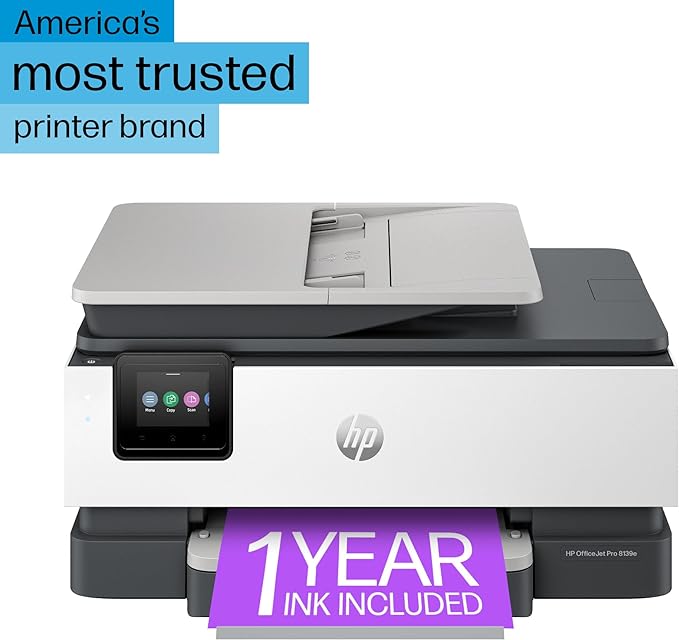 America's
most trusted
printer brand
Menu Copy Scan
hp
HP OfficeJet Pro 8139e
1 YEAR
INK INCLUDED